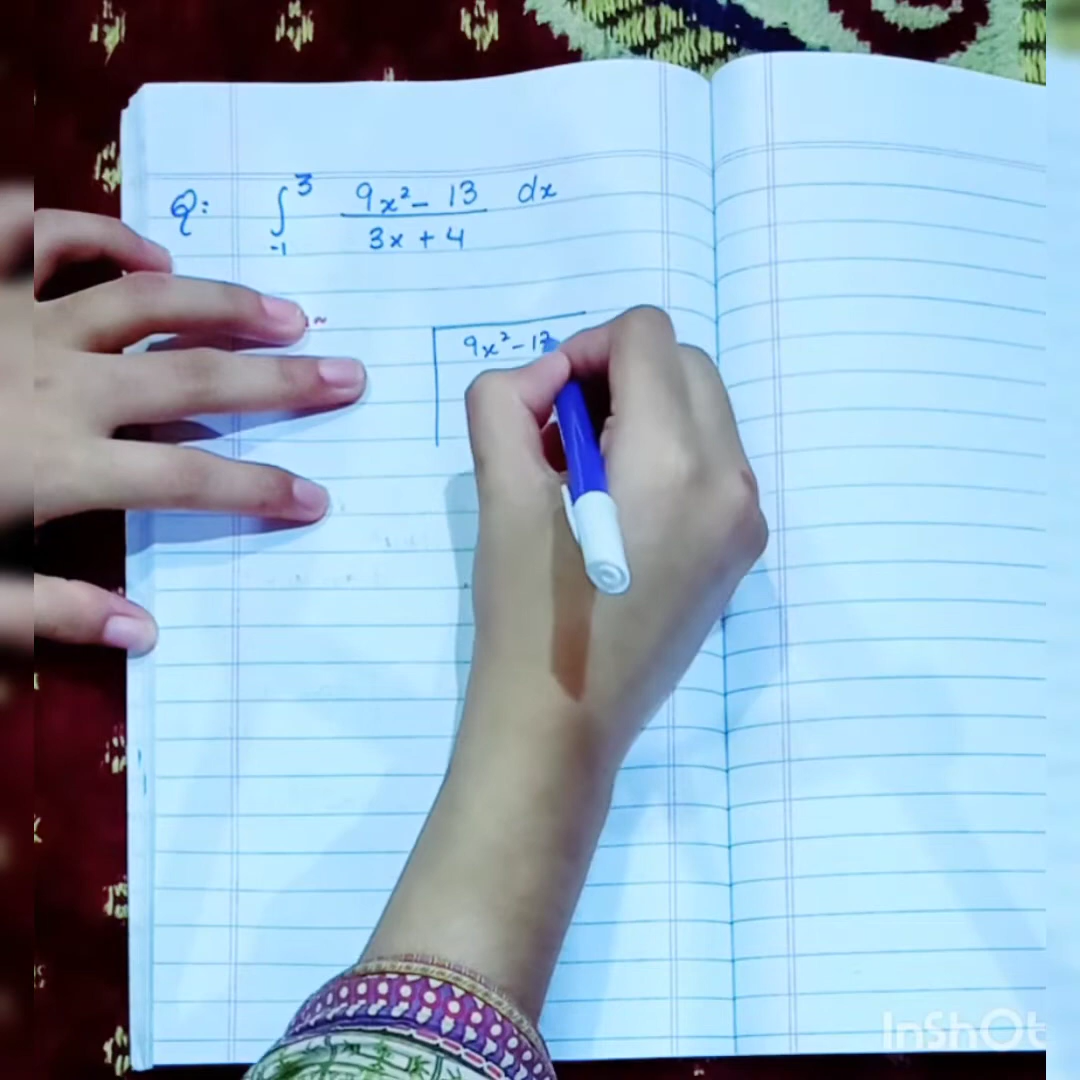 Q: ∫₋₁³ (9x² - 13)/(3x + 4) dx
9x² - 13
InShOt